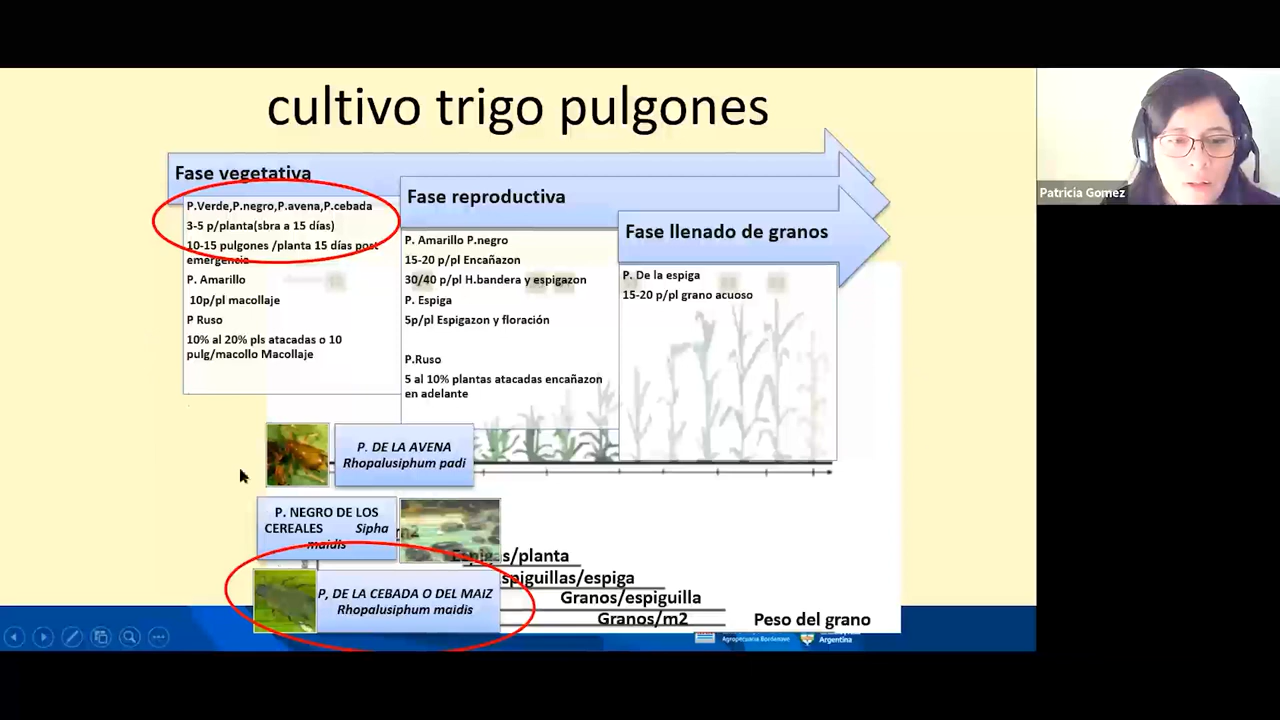 cultivo trigo pulgones
Fase vegetativa
P.Verde,P.negro,P.avena,P.cebada
3-5 p/planta(sbra a 15 días)
10-15 pulgones /planta 15 días post
emergencia
P. Amarillo
10p/pl macollaje
P Ruso
10% al 20% pls atacadas o 10
pulg/macollo Macollaje
Fase reproductiva
P. Amarillo P.negro
15-20 p/pl Encañazon
30/40 p/pl H.bandera y espigazon
P. Espiga
5p/pl Espigazon y floración
P.Ruso
5 al 10% plantas atacadas encañazon
en adelante
Fase llenado de granos
P. De la espiga
15-20 p/pl grano acuoso
P. DE LA AVENA
Rhopalusiphum padi
P. NEGRO DE LOS
CEREALES Sipha
maidis
m2
Espigas/planta
P, DE LA CEBADA O DEL MAIZ
Rhopalusiphum maidis
spiguillas/espiga
Granos/espiguilla
Granos/m2
Peso del grano
Argentina
Patricia Gomez